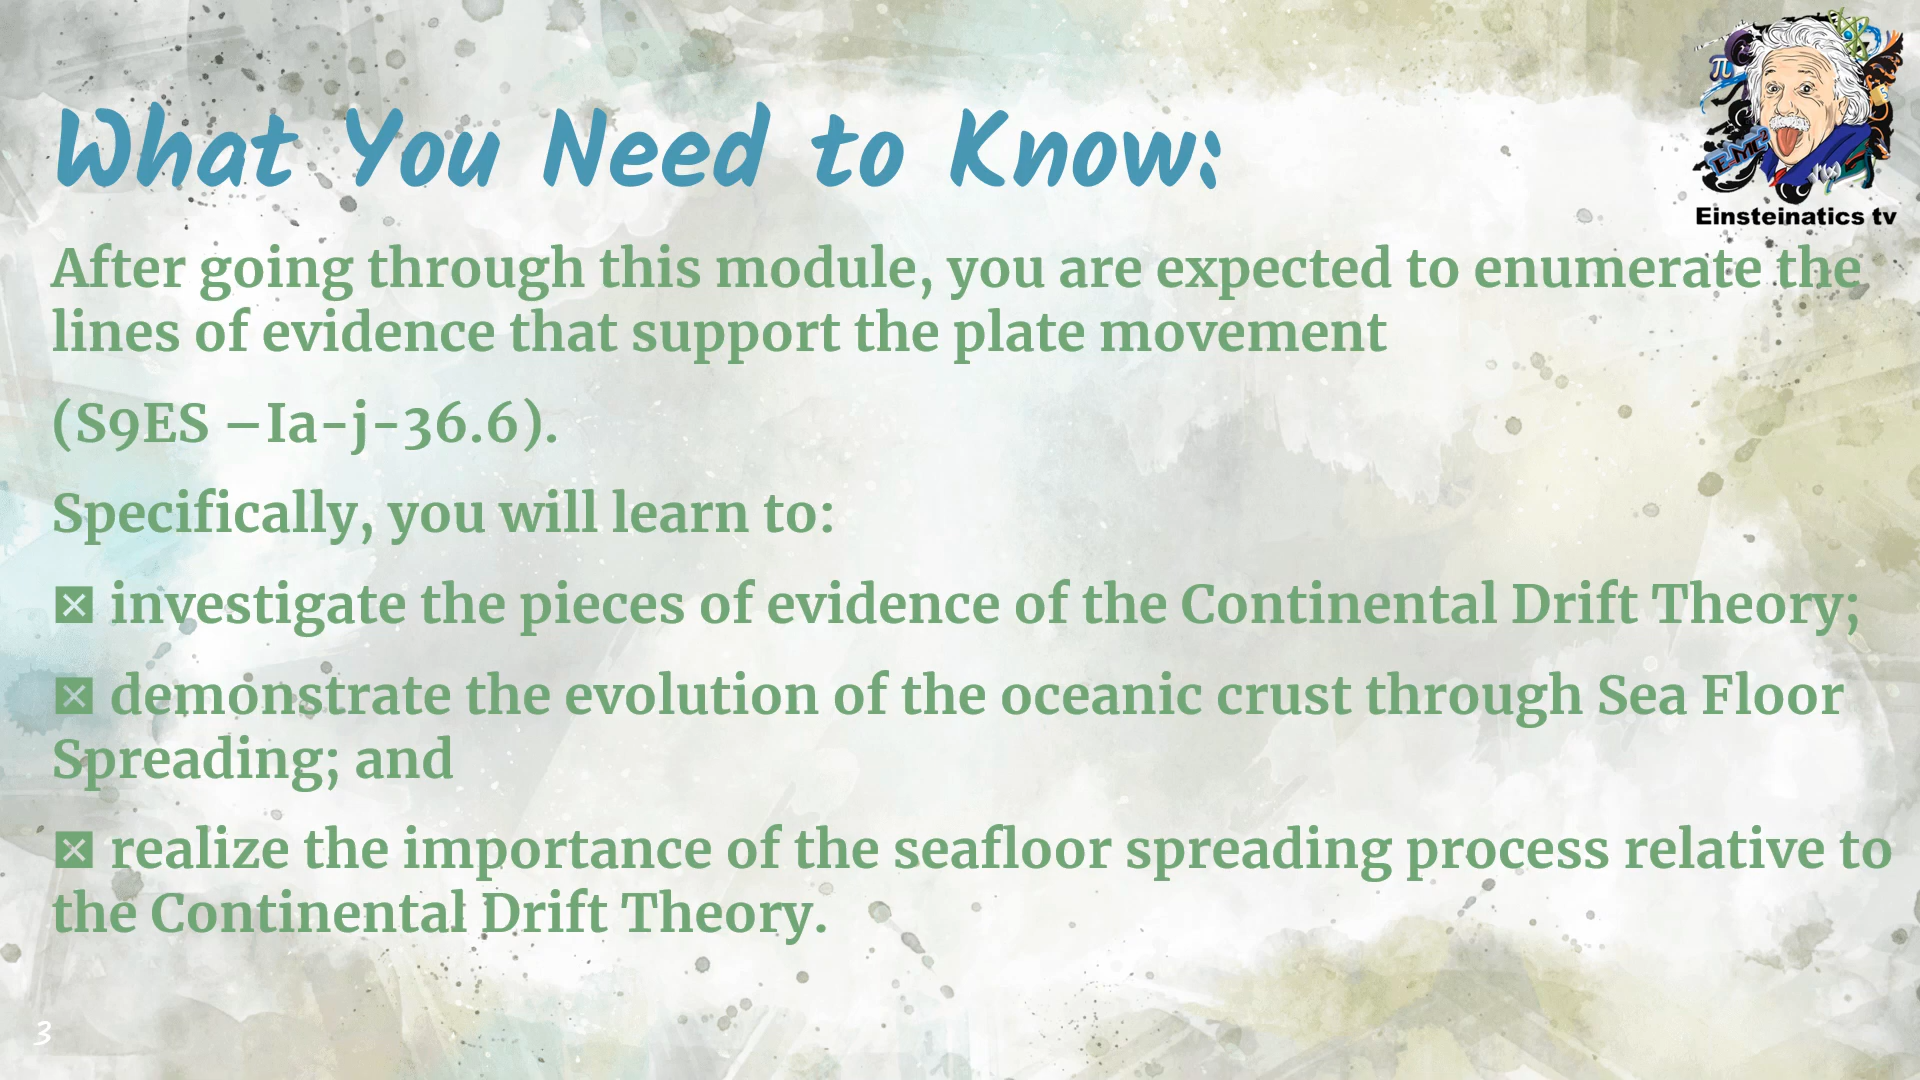 What You Need to Know:
π
E=MC²
f(x)
Einsteinatics tv
After going through this module, you are expected to enumerate the
lines of evidence that support the plate movement
(S9ES –Ia-j-36.6).
Specifically, you will learn to:
☒ investigate the pieces of evidence of the Continental Drift Theory;
☒ demonstrate the evolution of the oceanic crust through Sea Floor
Spreading; and
☒ realize the importance of the seafloor spreading process relative to
the Continental Drift Theory.
3